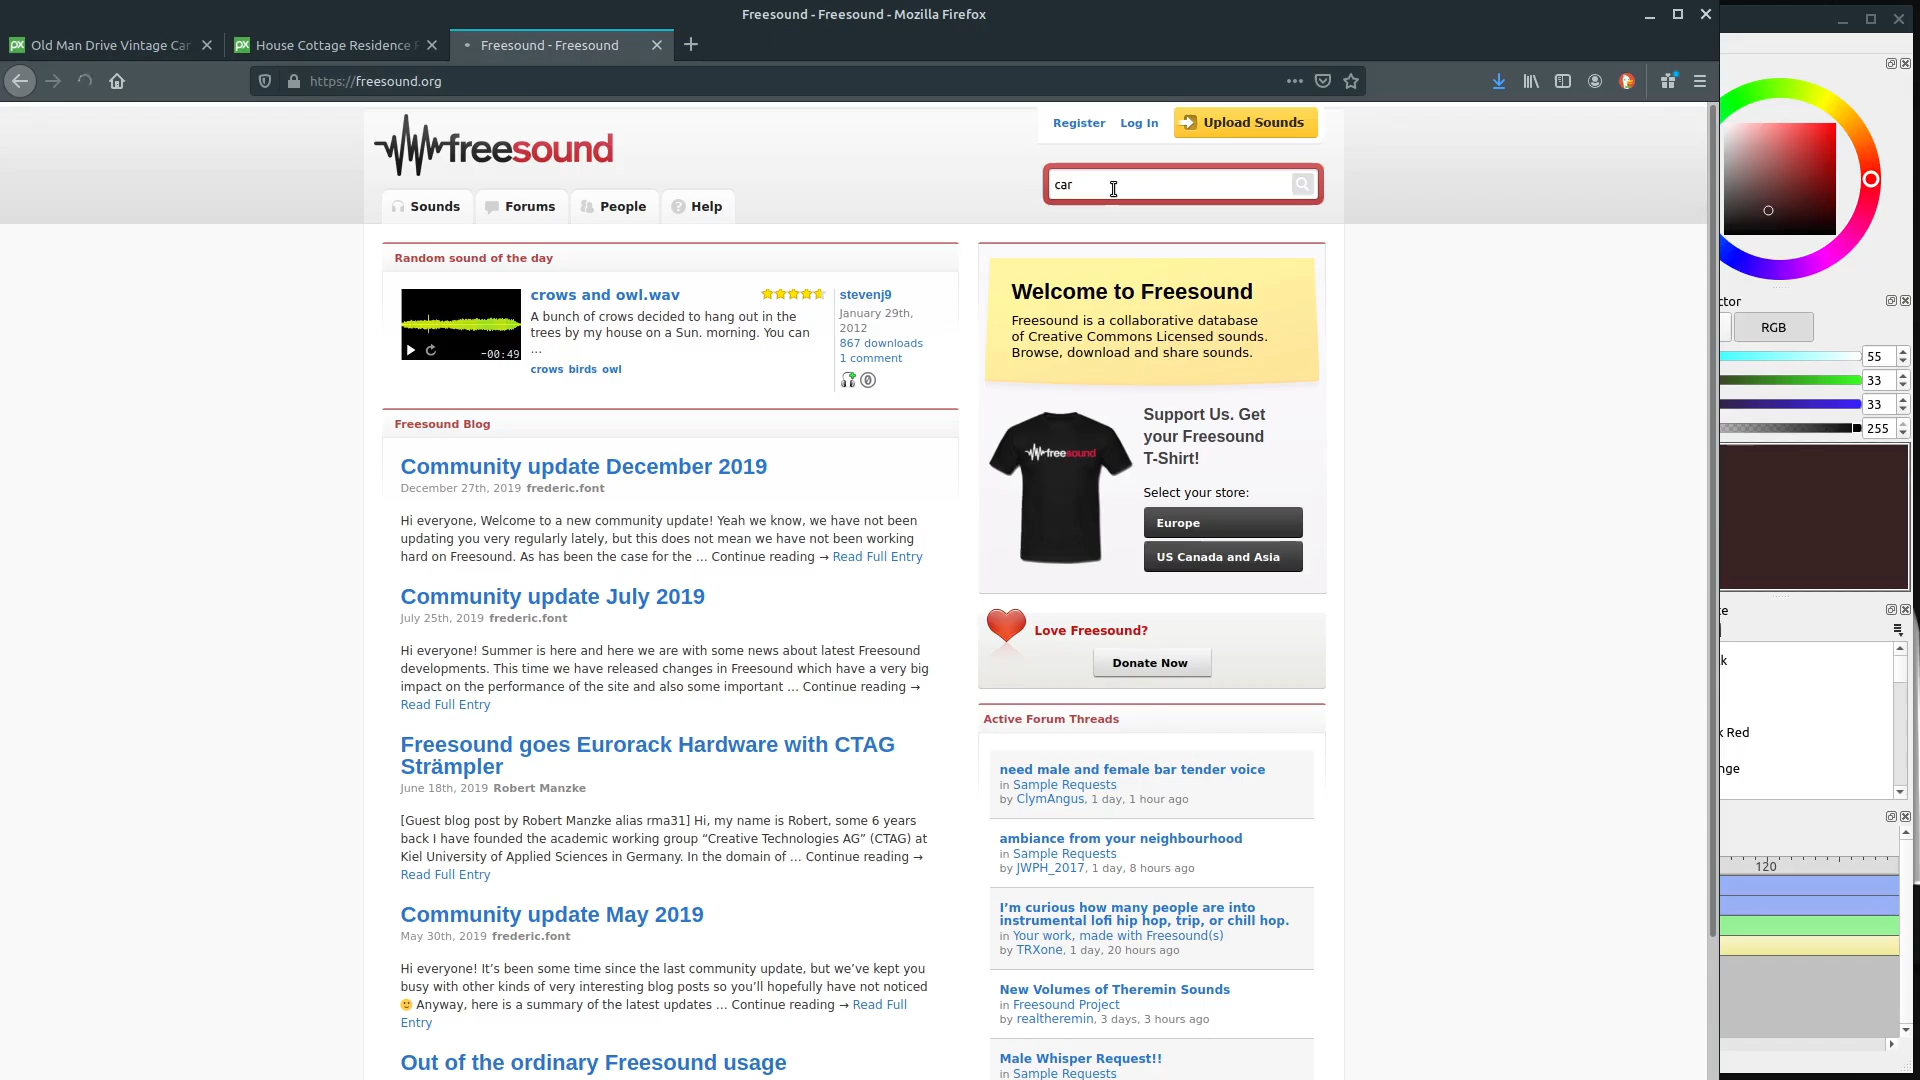 Freesound - Freesound - Mozilla Firefox
Old Man Drive Vintage Car
House Cottage Residence
Freesound - Freesound
https://freesound.org
freesound
Register
Log In
Upload Sounds
car
Sounds
Forums
People
Help
Random sound of the day
crows and owl.wav
A bunch of crows decided to hang out in the
trees by my house on a Sun. morning. You can
...
crows birds owl
-00:49
stevenj9
January 29th,
2012
867 downloads
1 comment
Freesound Blog
Community update December 2019
December 27th, 2019 frederic.font
Hi everyone, Welcome to a new community update! Yeah we know, we have not been
updating you very regularly lately, but this does not mean we have not been working
hard on Freesound. As has been the case for the … Continue reading → Read Full Entry
Community update July 2019
July 25th, 2019 frederic.font
Hi everyone! Summer is here and here we are with some news about latest Freesound
developments. This time we have released changes in Freesound which have a very big
impact on the performance of the site and also some important … Continue reading →
Read Full Entry
Freesound goes Eurorack Hardware with CTAG
Strämpler
June 18th, 2019 Robert Manzke
[Guest blog post by Robert Manzke alias rma31] Hi, my name is Robert, some 6 years
back I have founded the academic working group “Creative Technologies AG” (CTAG) at
Kiel University of Applied Sciences in Germany. In the domain of … Continue reading →
Read Full Entry
Community update May 2019
May 30th, 2019 frederic.font
Hi everyone! It’s been some time since the last community update, but we’ve kept you
busy with other kinds of very interesting blog posts so you’ll hopefully have not noticed
Anyway, here is a summary of the latest updates … Continue reading → Read Full
Entry
Out of the ordinary Freesound usage
Welcome to Freesound
Freesound is a collaborative database
of Creative Commons Licensed sounds.
Browse, download and share sounds.
freesound
Support Us. Get
your Freesound
T-Shirt!
Select your store:
Europe
US Canada and Asia
Love Freesound?
Donate Now
Active Forum Threads
need male and female bar tender voice
in Sample Requests
by ClymAngus, 1 day, 1 hour ago
ambiance from your neighbourhood
in Sample Requests
by JWPH_2017, 1 day, 8 hours ago
I’m curious how many people are into
instrumental lofi hip hop, trip, or chill hop.
in Your work, made with Freesound(s)
by TRXone, 1 day, 20 hours ago
New Volumes of Theremin Sounds
in Freesound Project
by realtheremin, 3 days, 3 hours ago
Male Whisper Request!!
in Sample Requests
ctor
RGB
55
33
33
255
te
k
k Red
nge
120